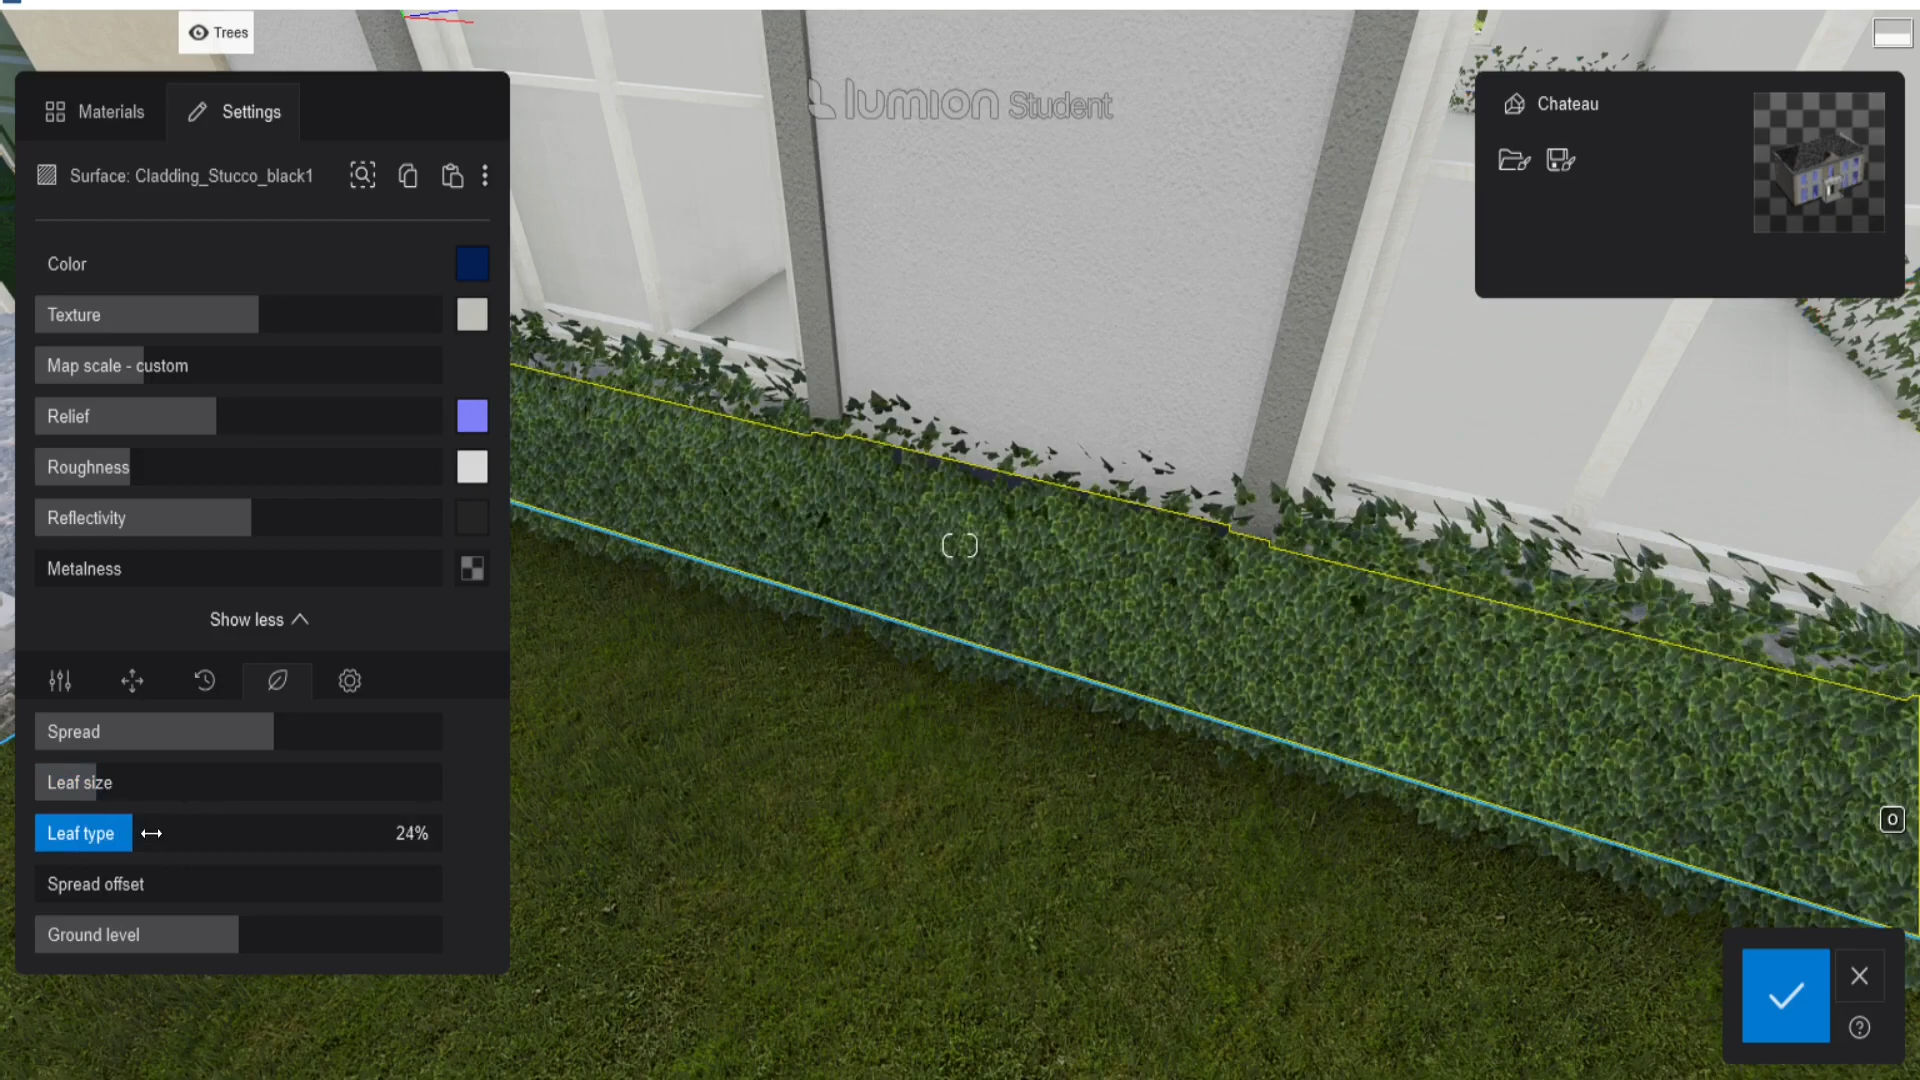 Trees
Materials
Settings
lumion Student
Chateau
Surface: Cladding_Stucco_black1
Color
Texture
Map scale - custom
Relief
Roughness
Reflectivity
Metalness
Show less
Spread
Leaf size
Leaf type
24%
O
Spread offset
Ground level